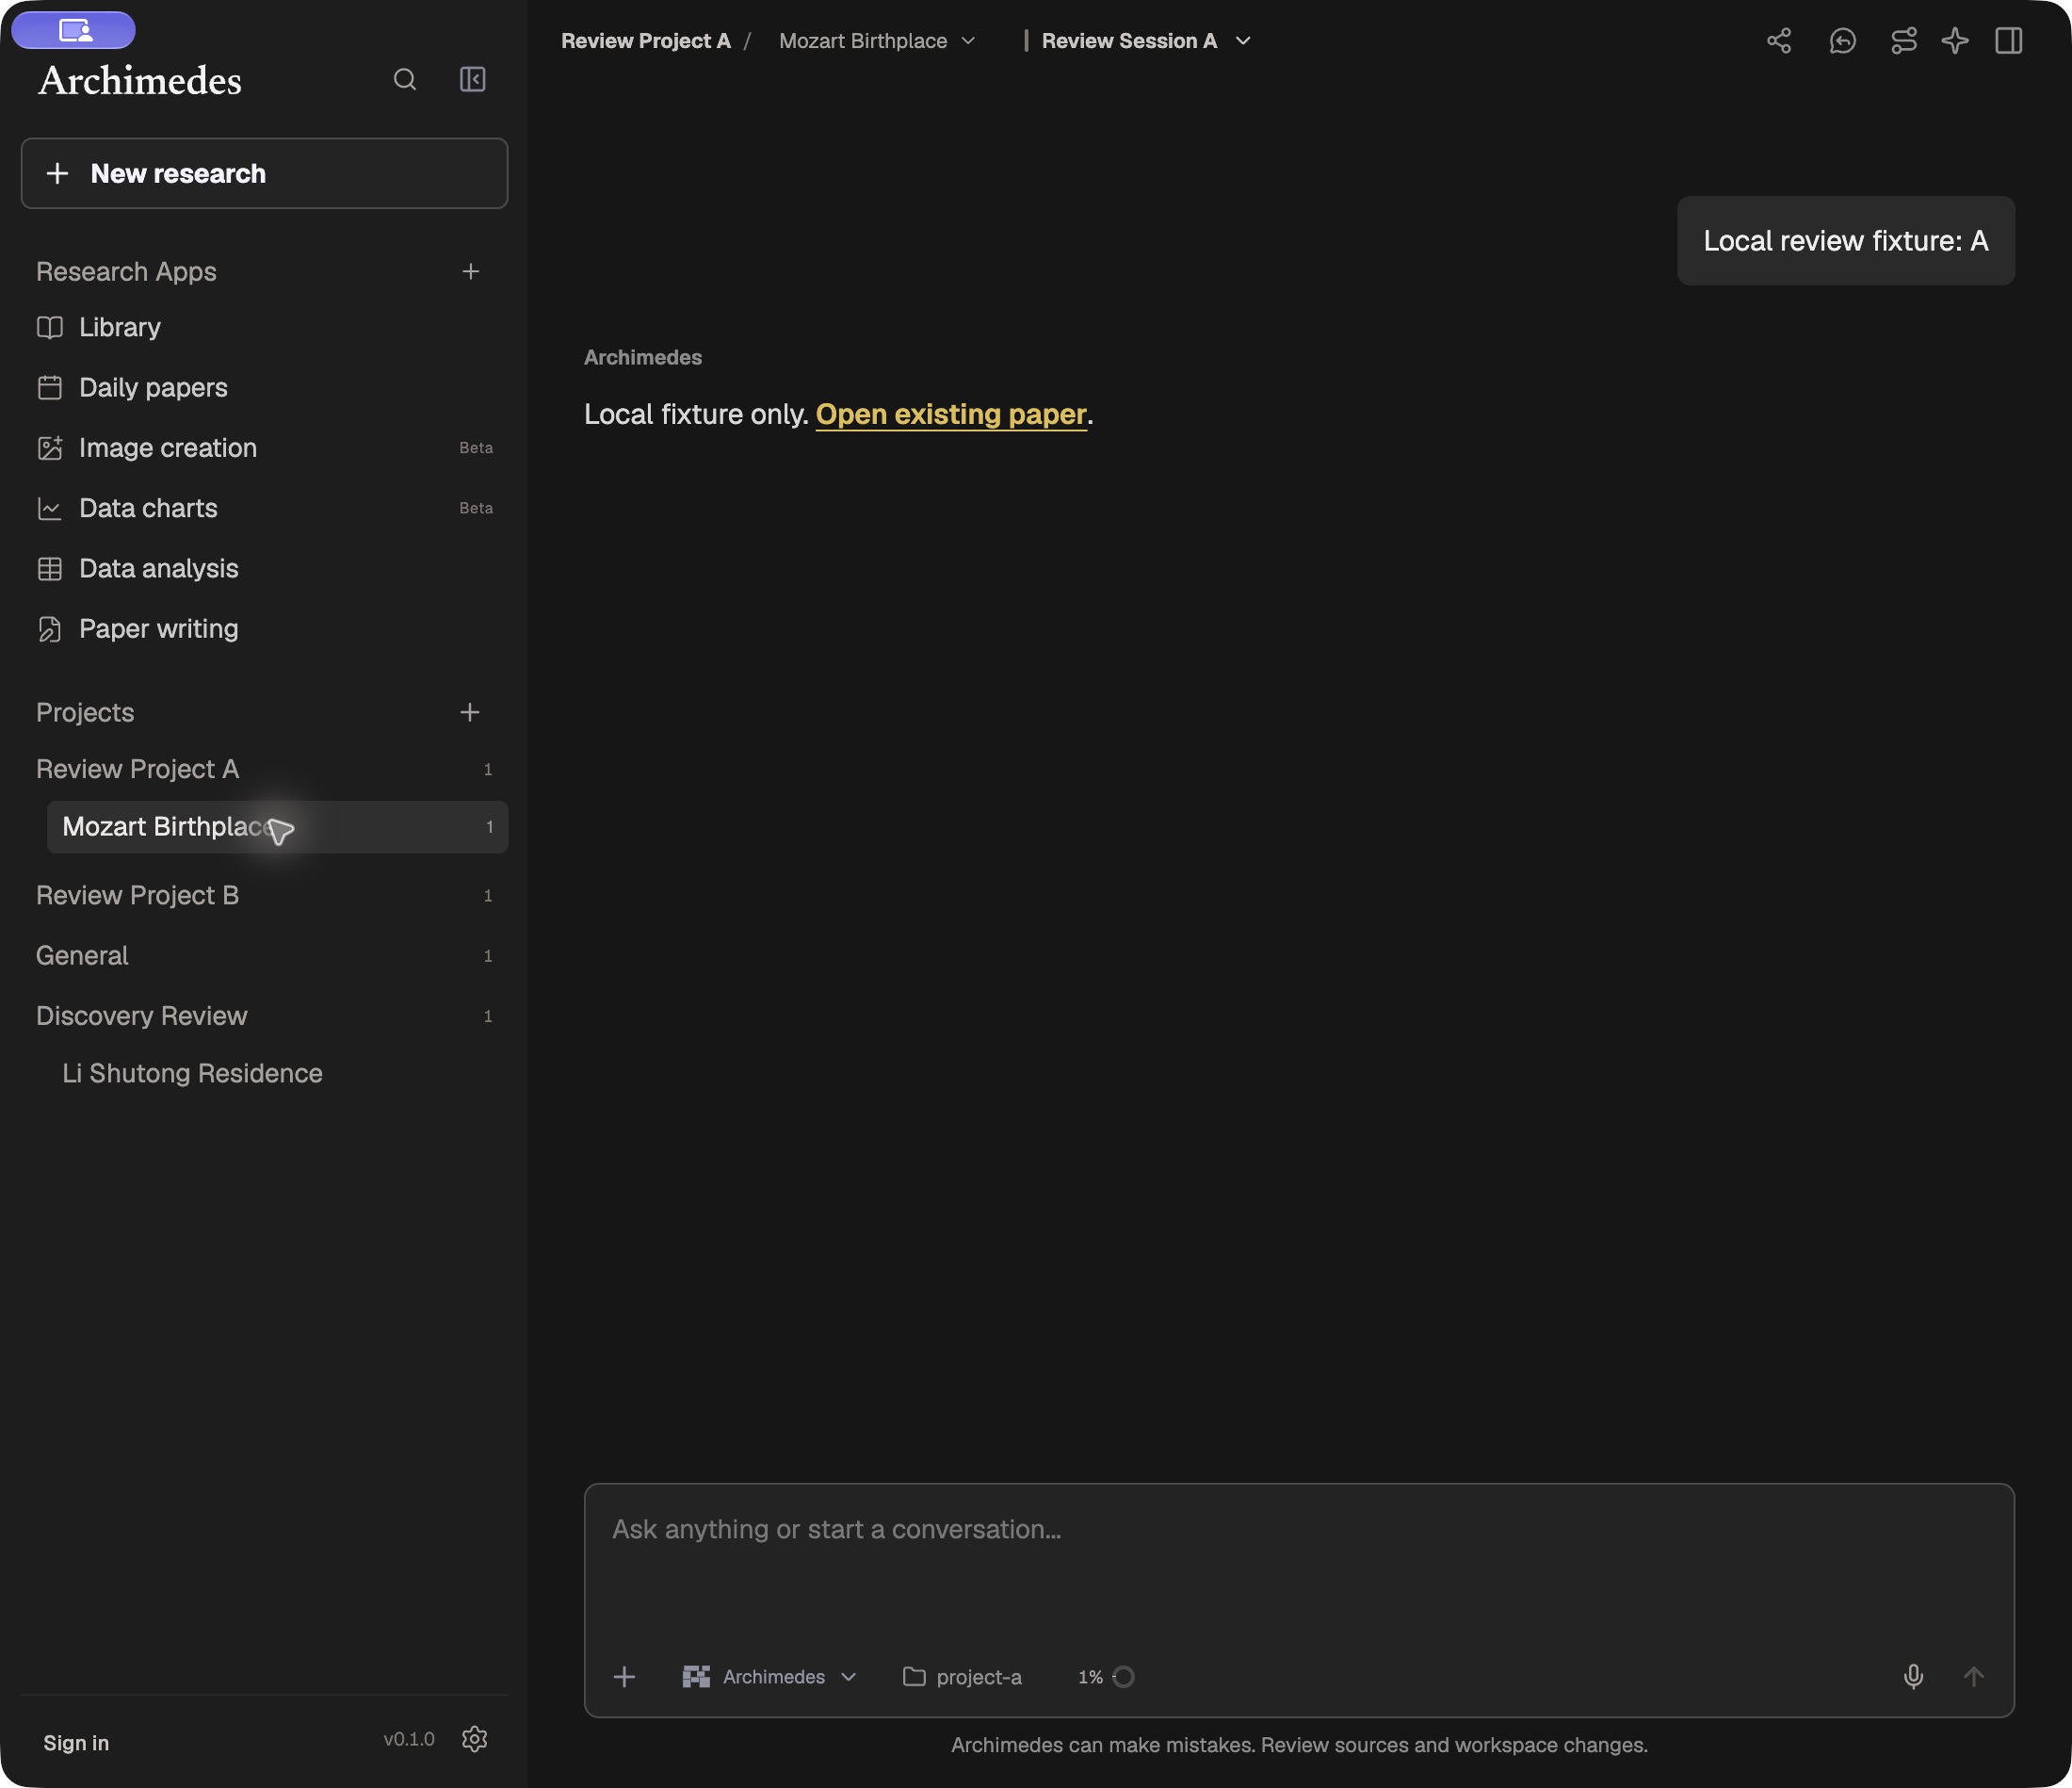 Archimedes
New research
Research Apps
Library
Daily papers
Image creation Beta
Data charts Beta
Data analysis
Paper writing
Projects
Review Project A 1
Mozart Birthplace 1
Review Project B 1
General 1
Discovery Review 1
Li Shutong Residence
Sign in v0.1.0
Review Project A / Mozart Birthplace | Review Session A
Local review fixture: A
Archimedes
Local fixture only. Open existing paper.
Ask anything or start a conversation...
Archimedes project-a 1%
Archimedes can make mistakes. Review sources and workspace changes.